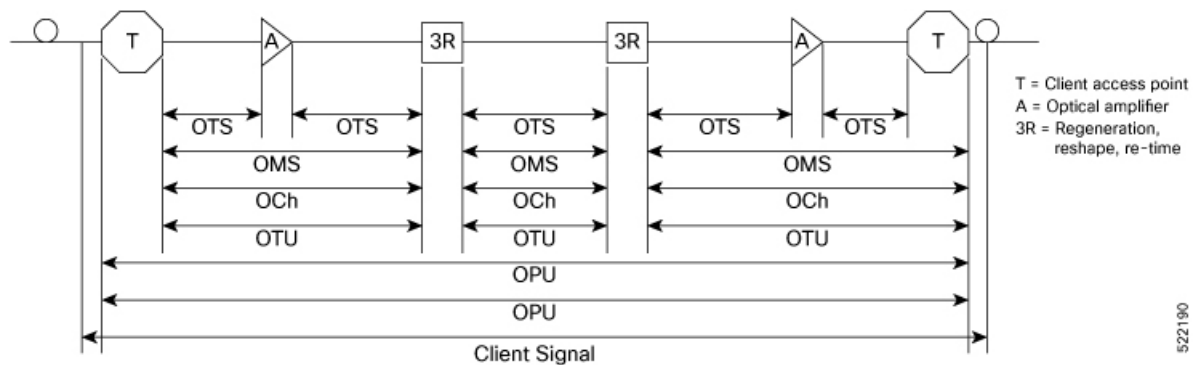 T
A
3R
3R
A
T
T = Client access point
A = Optical amplifier
3R = Regeneration,
reshape, re-time
OTS
OTS
OTS
OTS
OTS
OMS
OMS
OMS
OCh
OCh
OCh
OTU
OTU
OTU
OPU
OPU
Client Signal
522190